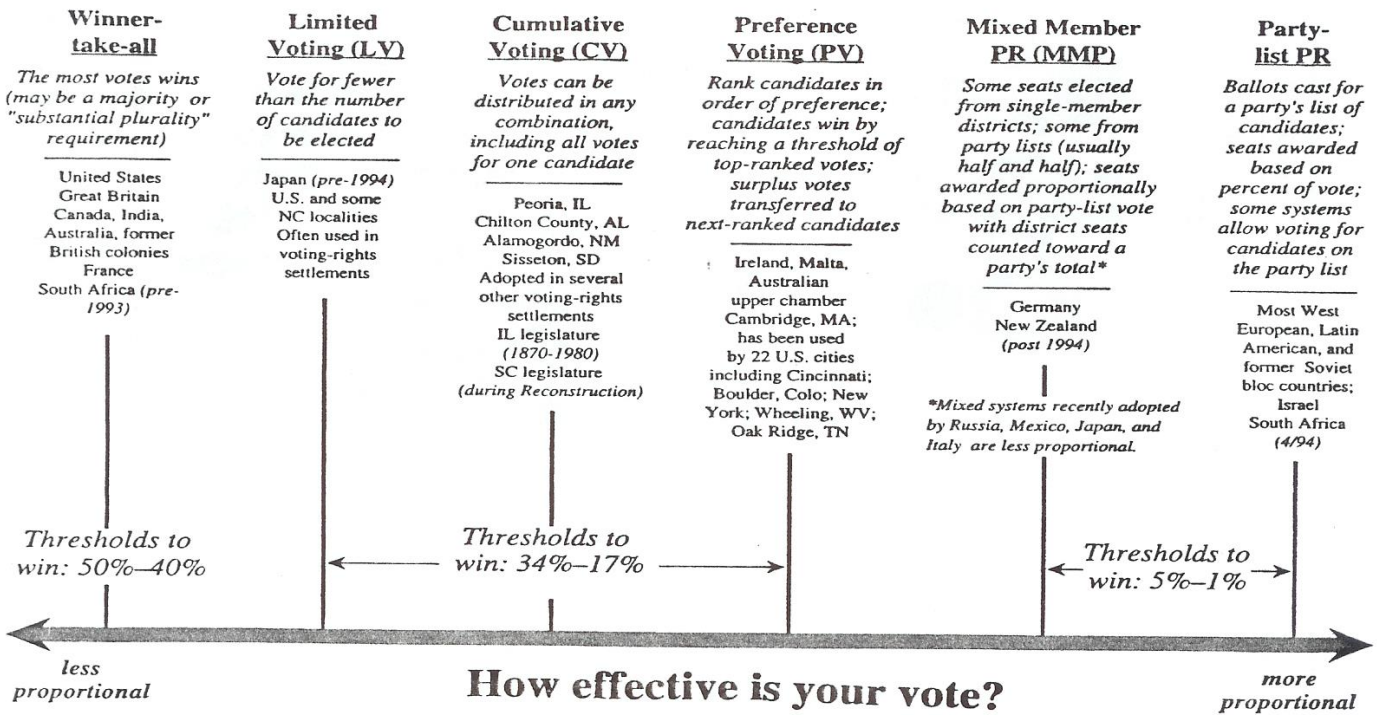 Winner-
take-all
The most votes wins
(may be a majority or
"substantial plurality"
requirement)
United States
Great Britain
Canada, India,
Australia, former
British colonies
France
South Africa (pre-
1993)
Limited
Voting (LV)
Vote for fewer
than the number
of candidates to
be elected
Japan (pre-1994)
U.S. and some
NC localities
Often used in
voting-rights
settlements
Cumulative
Voting (CV)
Votes can be
distributed in any
combination,
including all votes
for one candidate
Peoria, IL
Chilton County, AL
Alamogordo, NM
Sisseton, SD
Adopted in several
other voting-rights
settlements
IL legislature
(1870-1980)
SC legislature
(during Reconstruction)
Preference
Voting (PV)
Rank candidates in
order of preference;
candidates win by
reaching a threshold of
top-ranked votes;
surplus votes
transferred to
next-ranked candidates
Ireland, Malta,
Australian
upper chamber
Cambridge, MA;
has been used
by 22 U.S. cities
including Cincinnati;
Boulder, Colo; New
York; Wheeling, WV;
Oak Ridge, TN
Mixed Member
PR (MMP)
Some seats elected
from single-member
districts; some from
party lists (usually
half and half); seats
awarded proportionally
based on party-list vote
with district seats
counted toward a
party's total*
Germany
New Zealand
(post 1994)
*Mixed systems recently adopted
by Russia, Mexico, Japan, and
Italy are less proportional.
Party-
list PR
Ballots cast for
a party's list of
candidates;
seats awarded
based on
percent of vote;
some systems
allow voting for
candidates on
the party list
Most West
European, Latin
American, and
former Soviet
bloc countries;
Israel
South Africa
(4/94)
Thresholds to
win: 50%–40%
Thresholds to
win: 34%–17%
Thresholds to
win: 5%–1%
less
proportional
How effective is your vote?
more
proportional